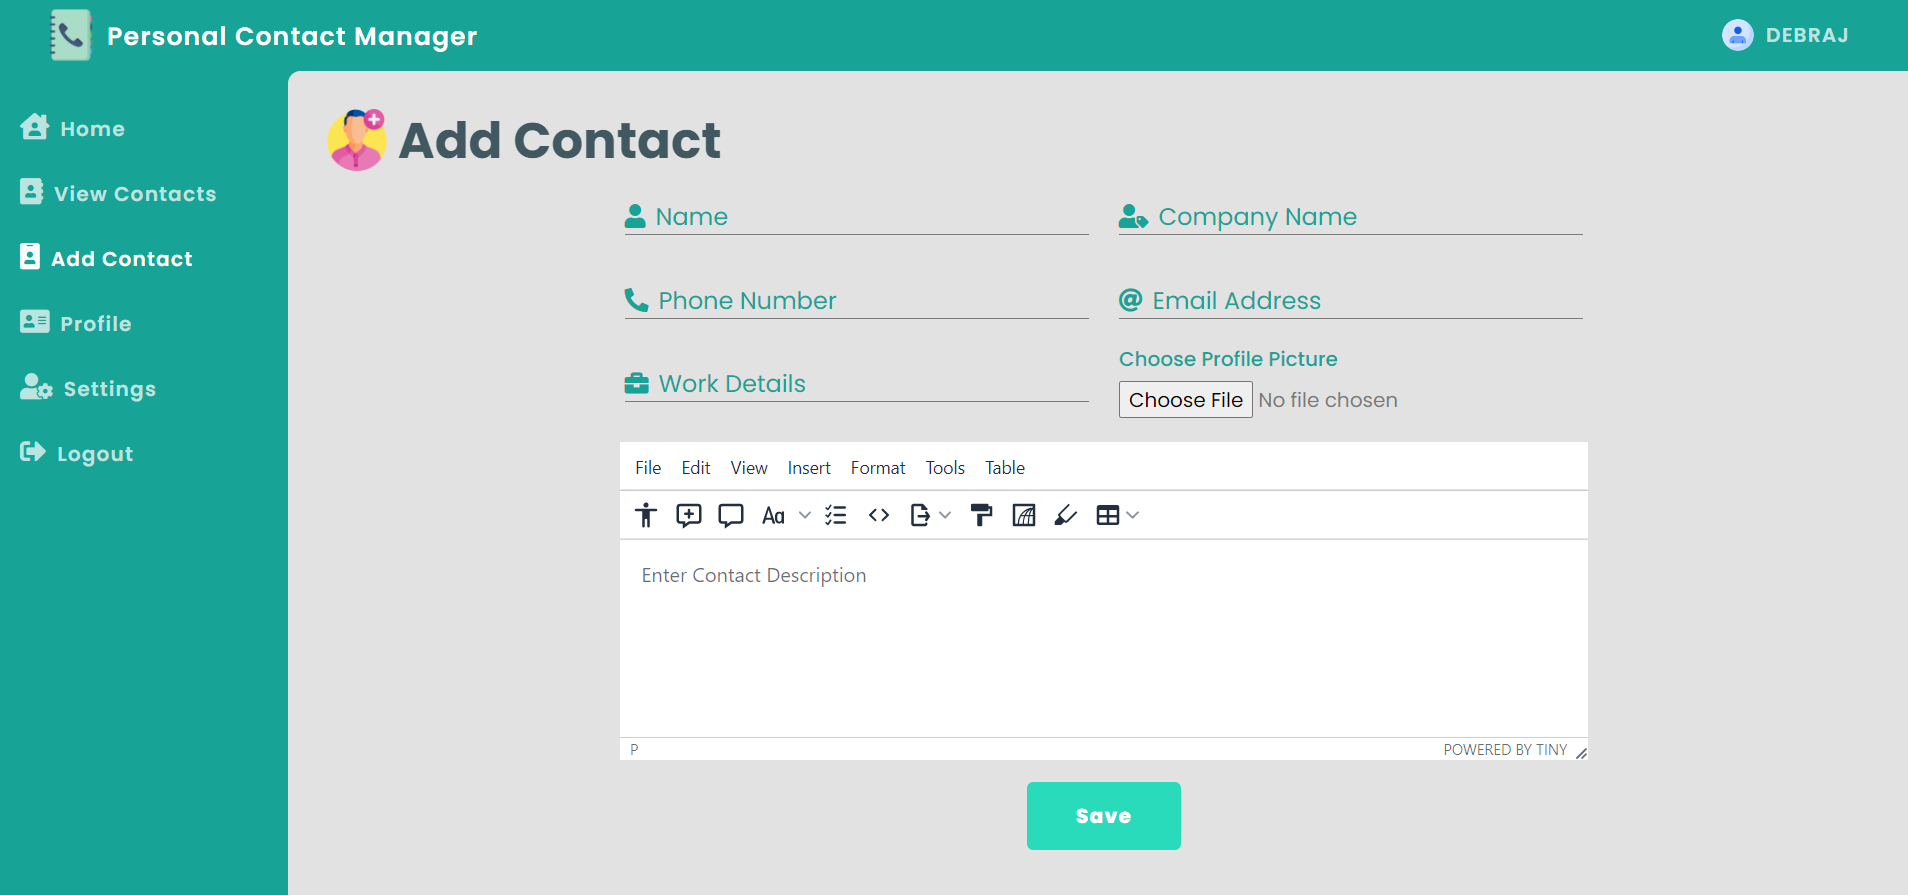 Personal Contact Manager
DEBRAJ
Home
View Contacts
Add Contact
Profile
Settings
Logout
Add Contact
Name
Company Name
Phone Number
@ Email Address
Work Details
Choose Profile Picture
Choose File No file chosen
File Edit View Insert Format Tools Table
Aa
Enter Contact Description
P
POWERED BY TINY
Save